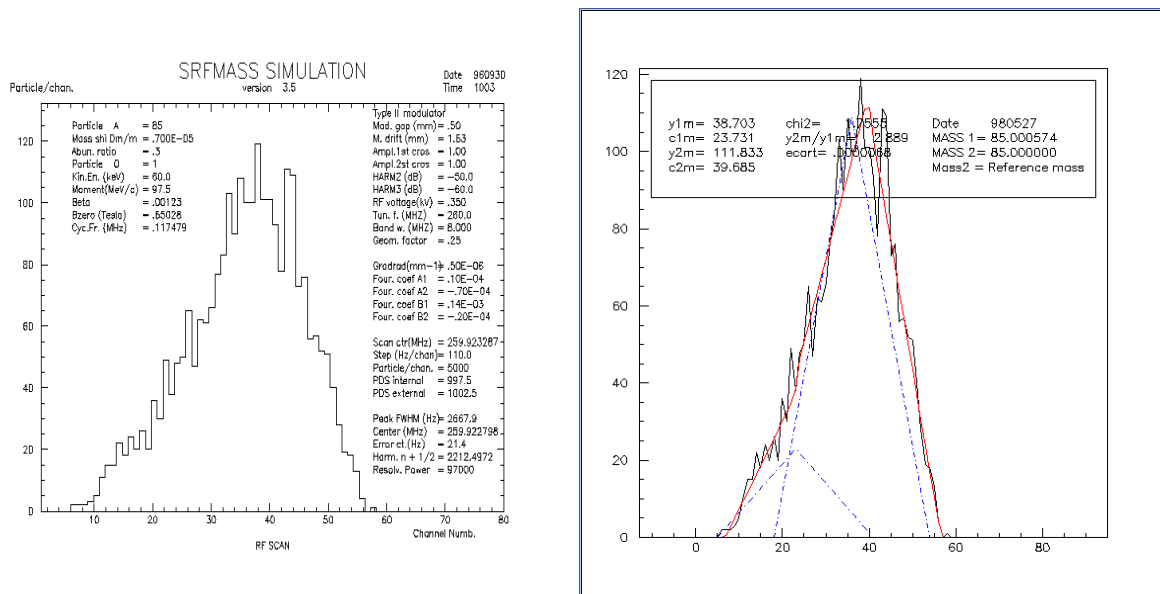 SRFMASS SIMULATION
version 3.5
Date 960930
Time 1003
Particle/chan.
Particle A = 85
Mass shi Dm/m = .700E-05
Abun. ratio = .3
Particle Q = 1
Kin.En. (keV) = 60.0
Moment(MeV/c) = 97.5
Beta = .00123
Bzero (Tesla) = .65028
Cyc.Fr. (MHz) = .117479
Type II modulator
Mod. gap (mm)= .50
M. drift (mm) = 1.53
Ampl.1st cros = 1.00
Ampl.2st cros = 1.00
HARM2 (dB) = -50.0
HARM3 (dB) = -60.0
RF voltage(kV) = .350
Tun. f. (MHZ) = 260.0
Band w. (MHZ) = 8.000
Geom. factor = .25
Gradrad(mm-1)= .50E-06
Four. coef A1 = .10E-04
Four. coef A2 = -.70E-04
Four. coef B1 = .14E-03
Four. coef B2 = -.20E-04
Scan ctr(MHz) = 259.923287
Step (Hz/chan)= 110.0
Particle/chan. = 5000
PDS internal = 997.5
PDS external = 1002.5
Peak FWHM (Hz)= 2667.9
Center (MHz) = 259.922798
Error ct.(Hz) = 21.4
Harm. n + 1/2 = 2212.4972
Resolv. Power = 97000
120
100
80
60
40
20
0
10 20 30 40 50 60 70 80
Channel Numb.
RF SCAN
120
100
80
60
40
20
0
y1m= 38.703
c1m= 23.731
y2m= 111.833
c2m= 39.685
chi2= .7555
y2m/y1m= 2.889
ecart=
Date 980527
MASS 1= 85.000574
MASS 2= 85.000000
Mass2 = Reference mass
0 20 40 60 80